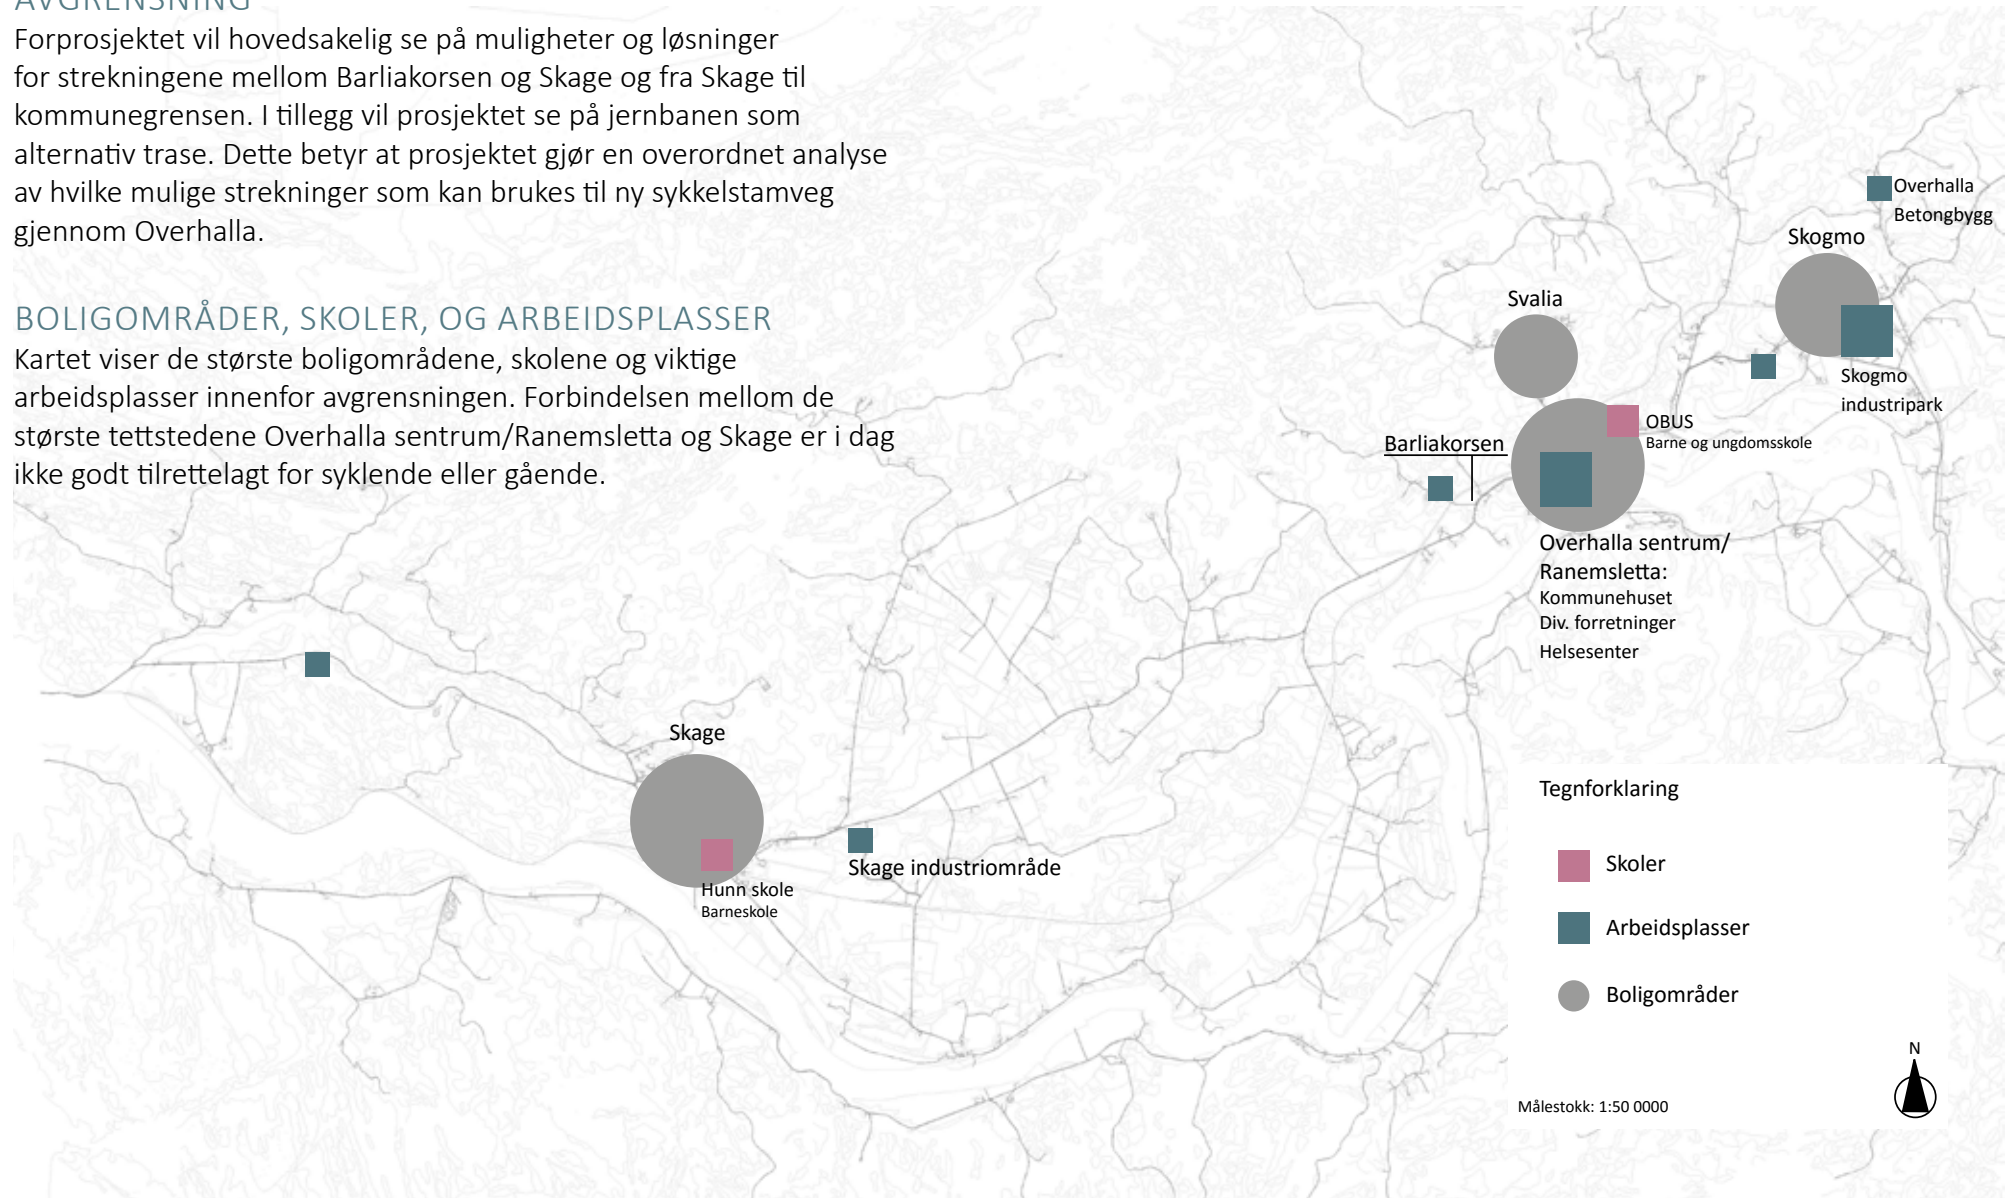 AVGRENSNING
Forprosjektet vil hovedsakelig se på muligheter og løsninger
for strekningene mellom Barliakorsen og Skage og fra Skage til
kommunegrensen. I tillegg vil prosjektet se på jernbanen som
alternativ trase. Dette betyr at prosjektet gjør en overordnet analyse
av hvilke mulige strekninger som kan brukes til ny sykkelstamveg
gjennom Overhalla.
BOLIGOMRÅDER, SKOLER, OG ARBEIDSPLASSER
Kartet viser de største boligområdene, skolene og viktige
arbeidsplasser innenfor avgrensningen. Forbindelsen mellom de
største tettstedene Overhalla sentrum/Ranemsletta og Skage er i dag
ikke godt tilrettelagt for syklende eller gående.
Overhalla
Betongbygg
Skogmo
Svalia
Skogmo
industripark
OBUS
Barne og ungdomsskole
Barliakorsen
Overhalla sentrum/
Ranemsletta:
Kommunehuset
Div. forretninger
Helsesenter
Skage
Skage industriområde
Hunn skole
Barneskole
Tegnforklaring
Skoler
Arbeidsplasser
Boligområder
N
Målestokk: 1:50 0000